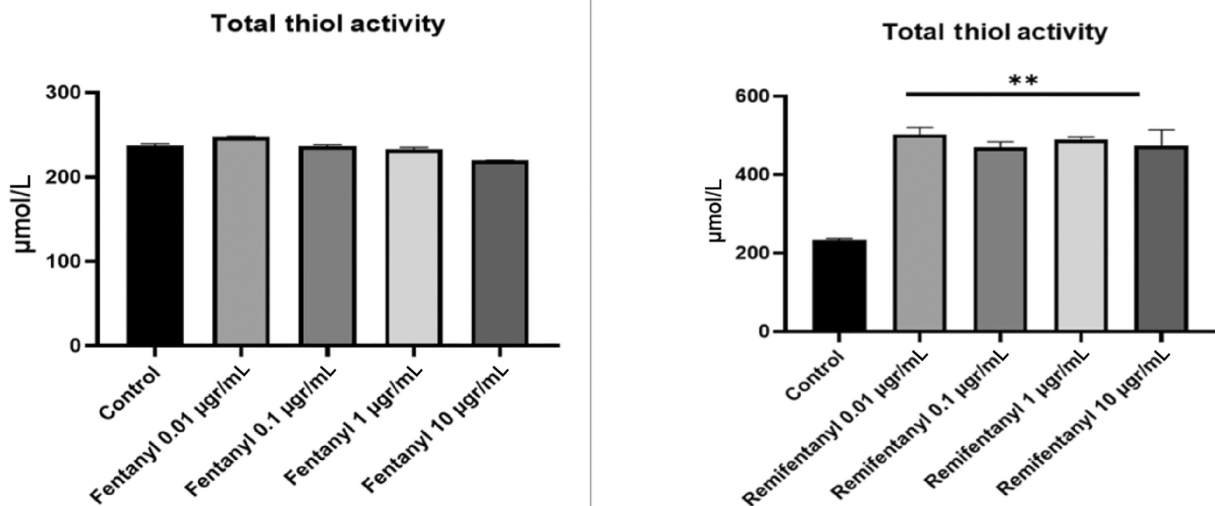 Total thiol activity
300
200
100
0
µmol/L
Control
Fentanyl 0.01 µgr/mL
Fentanyl 0.1 µgr/mL
Fentanyl 1 µgr/mL
Fentanyl 10 µgr/mL
Total thiol activity
**
600
400
200
0
µmol/L
Control
Remifentanyl 0.01 µgr/mL
Remifentanyl 0.1 µgr/mL
Remifentanyl 1 µgr/mL
Remifentanyl 10 µgr/mL